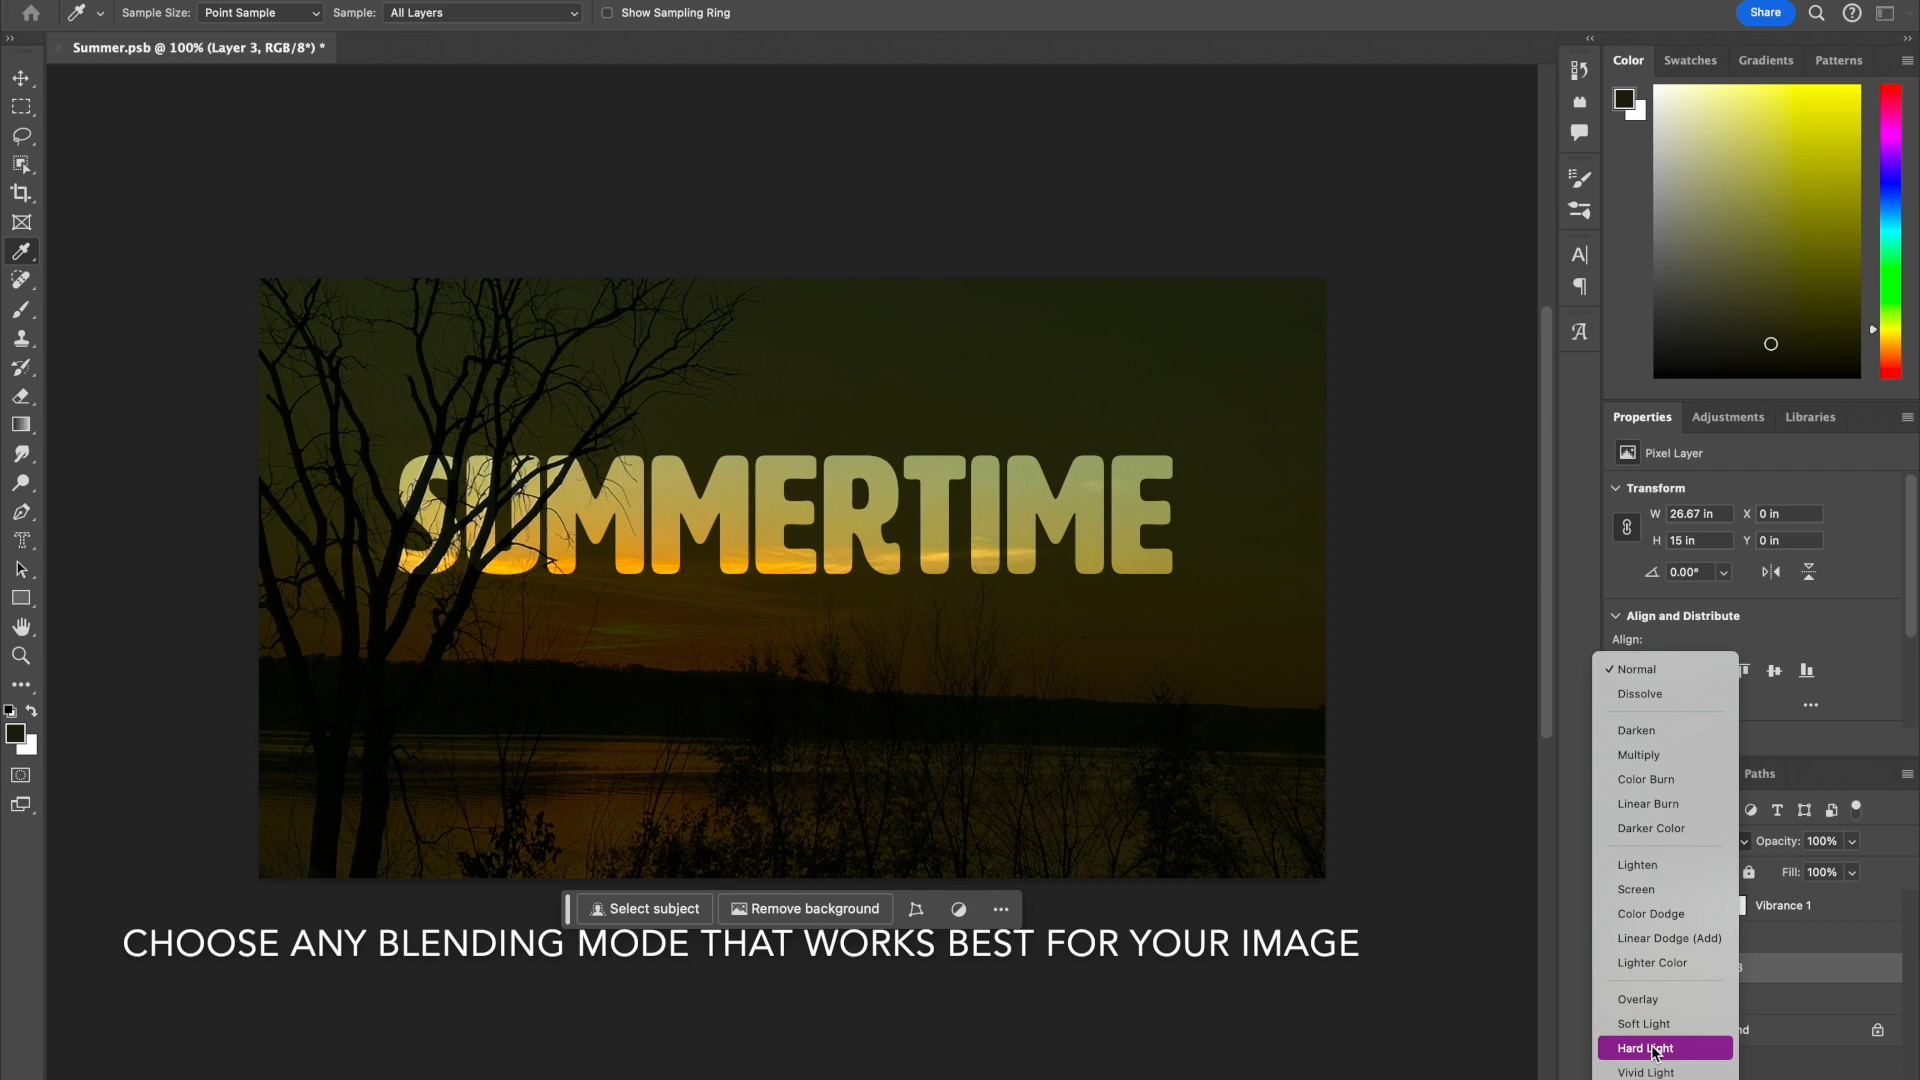 Sample Size: Point Sample Sample: All Layers Show Sampling Ring Share
Summer.psb @ 100% (Layer 3, RGB/8*) *
Color Swatches Gradients Patterns
Properties Adjustments Libraries
Pixel Layer
Transform
W 26.67 in X 0 in
H 15 in Y 0 in
0.00°
Align and Distribute
Align:
SUMMERTIME
Normal
Dissolve
Darken
Multiply
Color Burn
Linear Burn
Darker Color
Lighten
Screen
Color Dodge
Linear Dodge (Add)
Lighter Color
Overlay
Soft Light
Hard Light
Vivid Light
Paths
Opacity: 100%
Fill: 100%
Vibrance 1
3
nd
Select subject Remove background
CHOOSE ANY BLENDING MODE THAT WORKS BEST FOR YOUR IMAGE